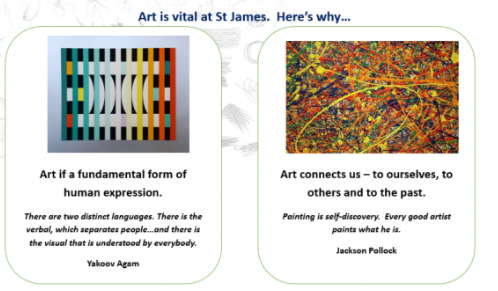 Art is vital at St James.  Here's why…
Art if a fundamental form of
human expression.
There are two distinct languages. There is the
verbal, which separates people…and there is
the visual that is understood by everybody.
Yakoov Agam
Art connects us – to ourselves, to
others and to the past.
Painting is self-discovery.  Every good artist
paints what he is.
Jackson Pollock